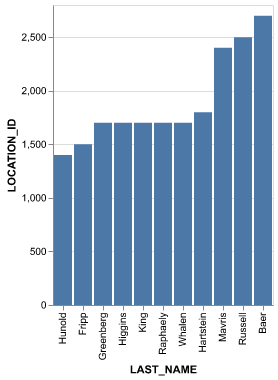 2,500
2,000
1,500
1,000
500
0
LOCATION_ID
Hunold
Fripp
Greenberg
Higgins
King
Raphaely
Whalen
Hartstein
Mavris
Russell
Baer
LAST_NAME